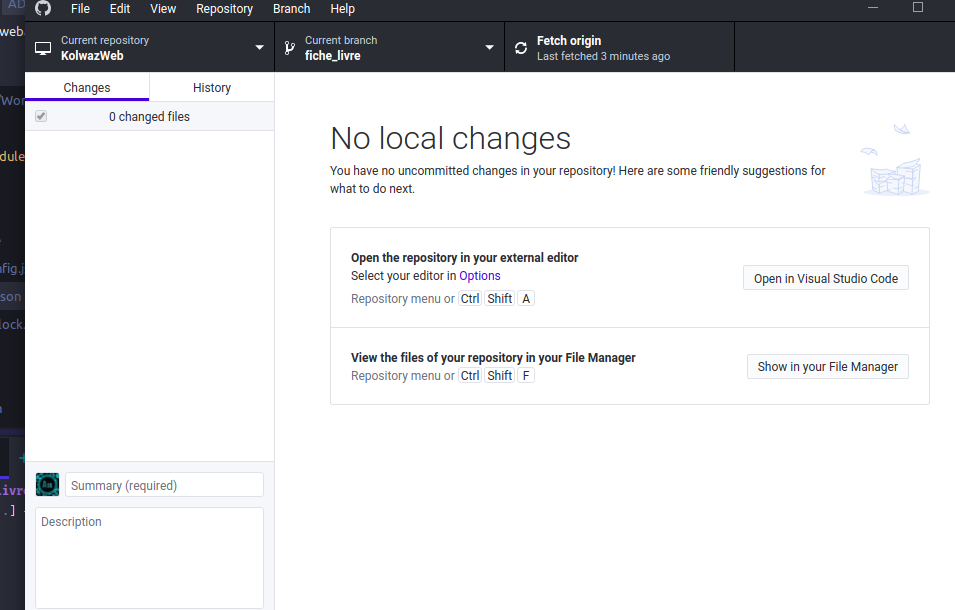 File Edit View Repository Branch Help
Current repository
KolwazWeb
Current branch
fiche_livre
Fetch origin
Last fetched 3 minutes ago
Changes
History
0 changed files
No local changes
You have no uncommitted changes in your repository! Here are some friendly suggestions for
what to do next.
Open the repository in your external editor
Select your editor in Options
Repository menu or Ctrl Shift A
Open in Visual Studio Code
View the files of your repository in your File Manager
Repository menu or Ctrl Shift F
Show in your File Manager
Summary (required)
Description